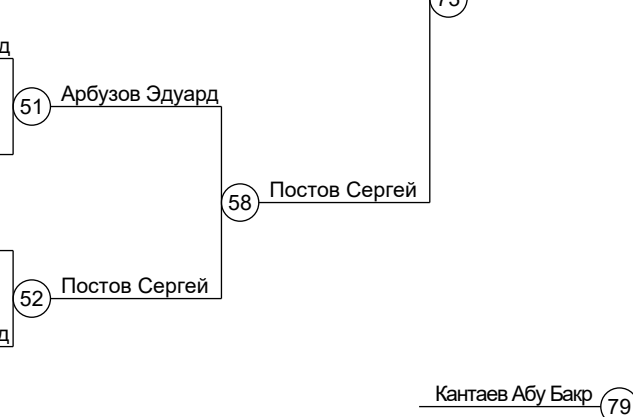 д
51 Арбузов Эдуард
58 Постов Сергей
52 Постов Сергей
д
Кантаев Абу Бакр 79